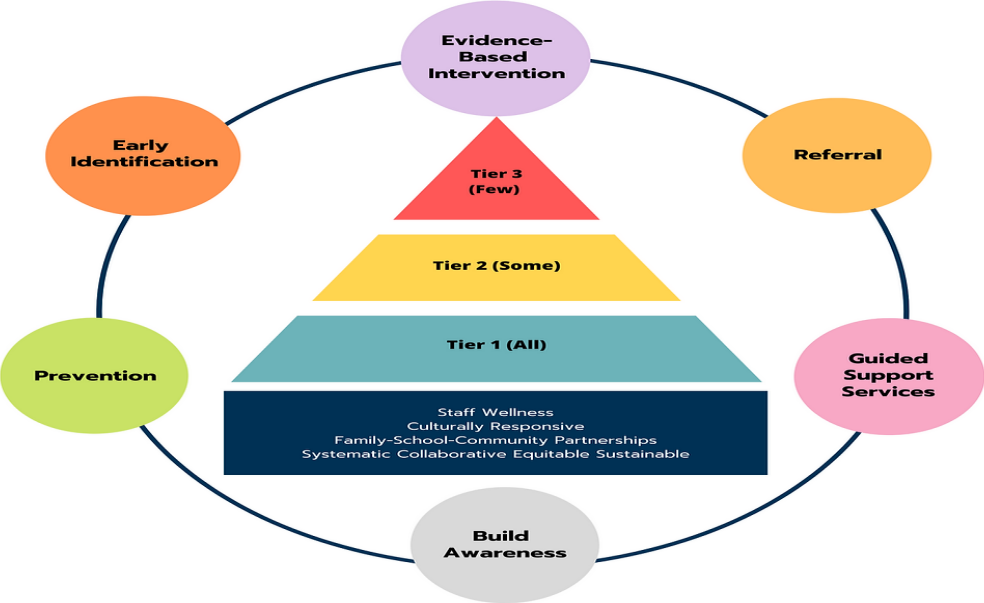 Evidence-
Based
Intervention
Early
Identification
Referral
Tier 3
(Few)
Tier 2 (Some)
Tier 1 (All)
Prevention
Guided
Support
Services
Staff Wellness
Culturally Responsive
Family-School-Community Partnerships
Systematic Collaborative Equitable Sustainable
Build
Awareness